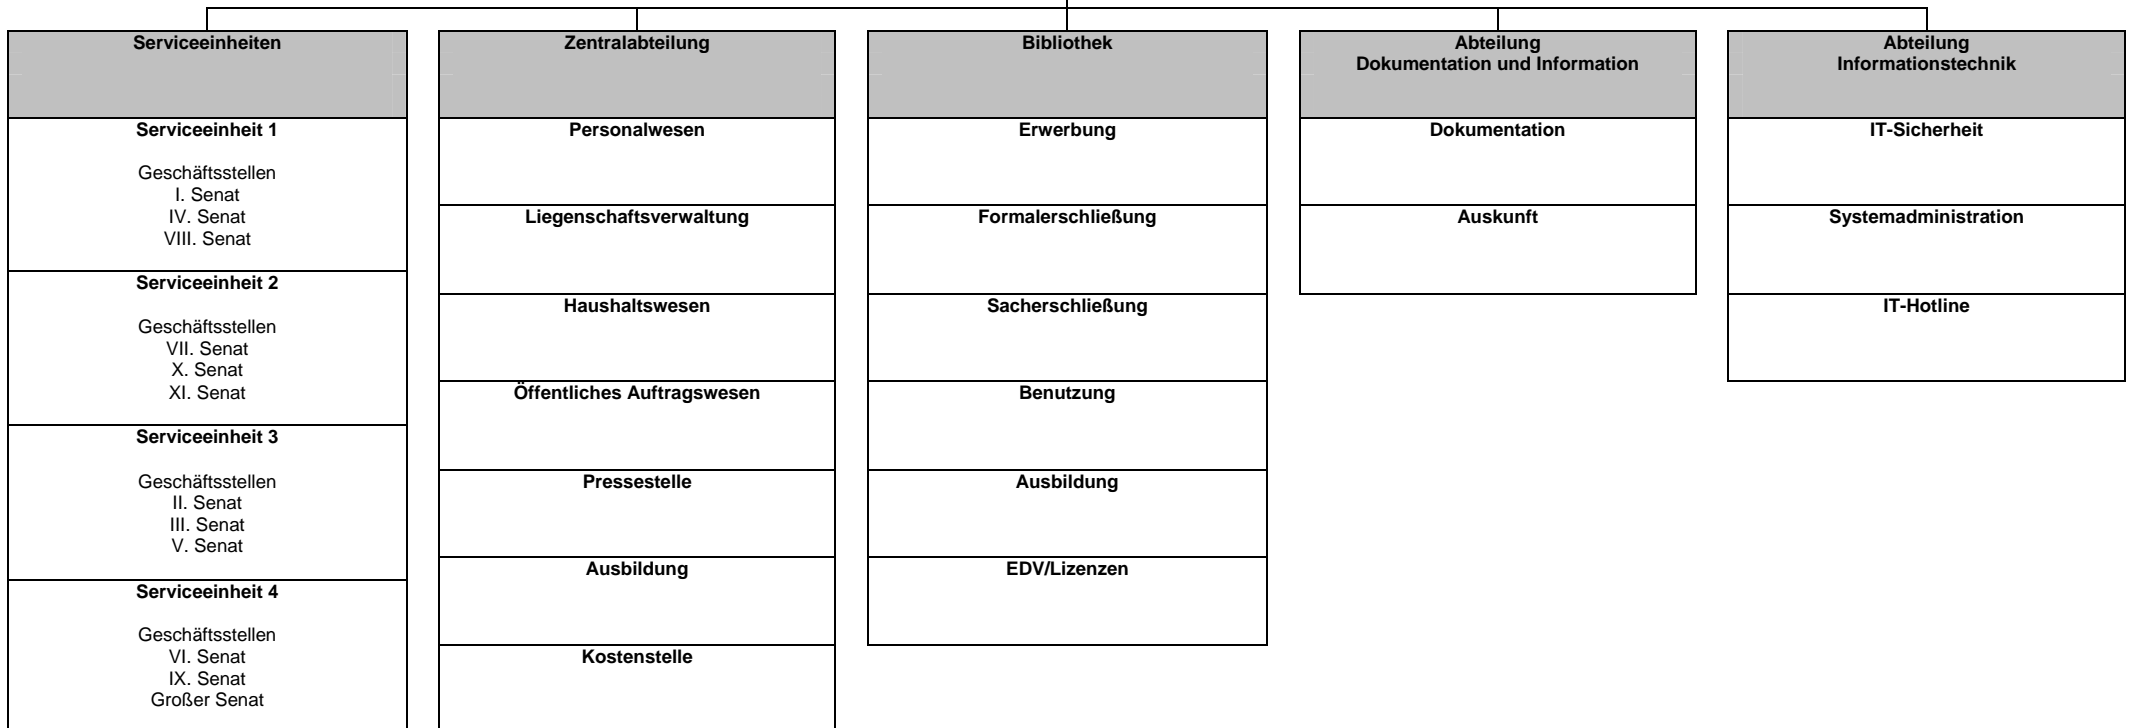 Serviceeinheiten
Serviceeinheit 1
Geschäftsstellen
I. Senat
IV. Senat
VIII. Senat
Serviceeinheit 2
Geschäftsstellen
VII. Senat
X. Senat
XI. Senat
Serviceeinheit 3
Geschäftsstellen
II. Senat
III. Senat
V. Senat
Serviceeinheit 4
Geschäftsstellen
VI. Senat
IX. Senat
Großer Senat
Zentralabteilung
Personalwesen
Liegenschaftsverwaltung
Haushaltswesen
Öffentliches Auftragswesen
Pressestelle
Ausbildung
Kostenstelle
Bibliothek
Erwerbung
Formalerschließung
Sacherschließung
Benutzung
Ausbildung
EDV/Lizenzen
Abteilung
Dokumentation und Information
Dokumentation
Auskunft
Abteilung
Informationstechnik
IT-Sicherheit
Systemadministration
IT-Hotline